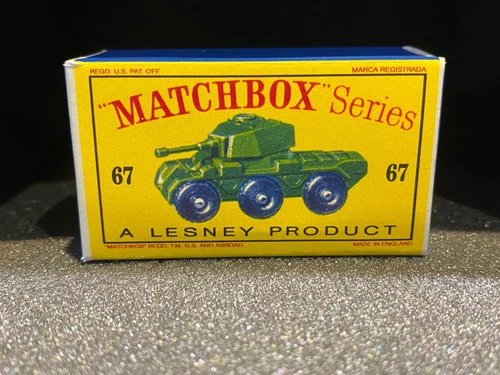 REGD. U.S. PAT. OFF. MARCA REGISTRADA
"MATCHBOX" Series
67 67
A LESNEY PRODUCT
"MATCHBOX" REGD. T.M. G.B. AND ABROAD MADE IN ENGLAND